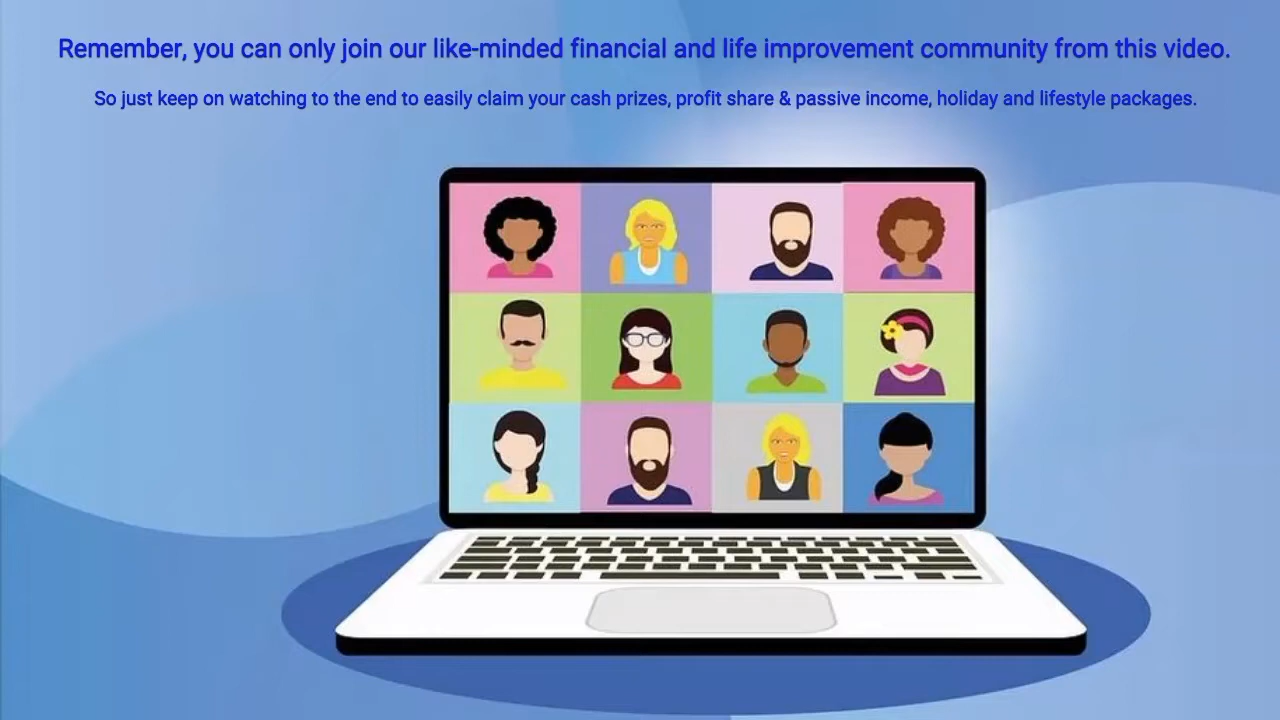 Remember, you can only join our like-minded financial and life improvement community from this video.
So just keep on watching to the end to easily claim your cash prizes, profit share & passive income, holiday and lifestyle packages.